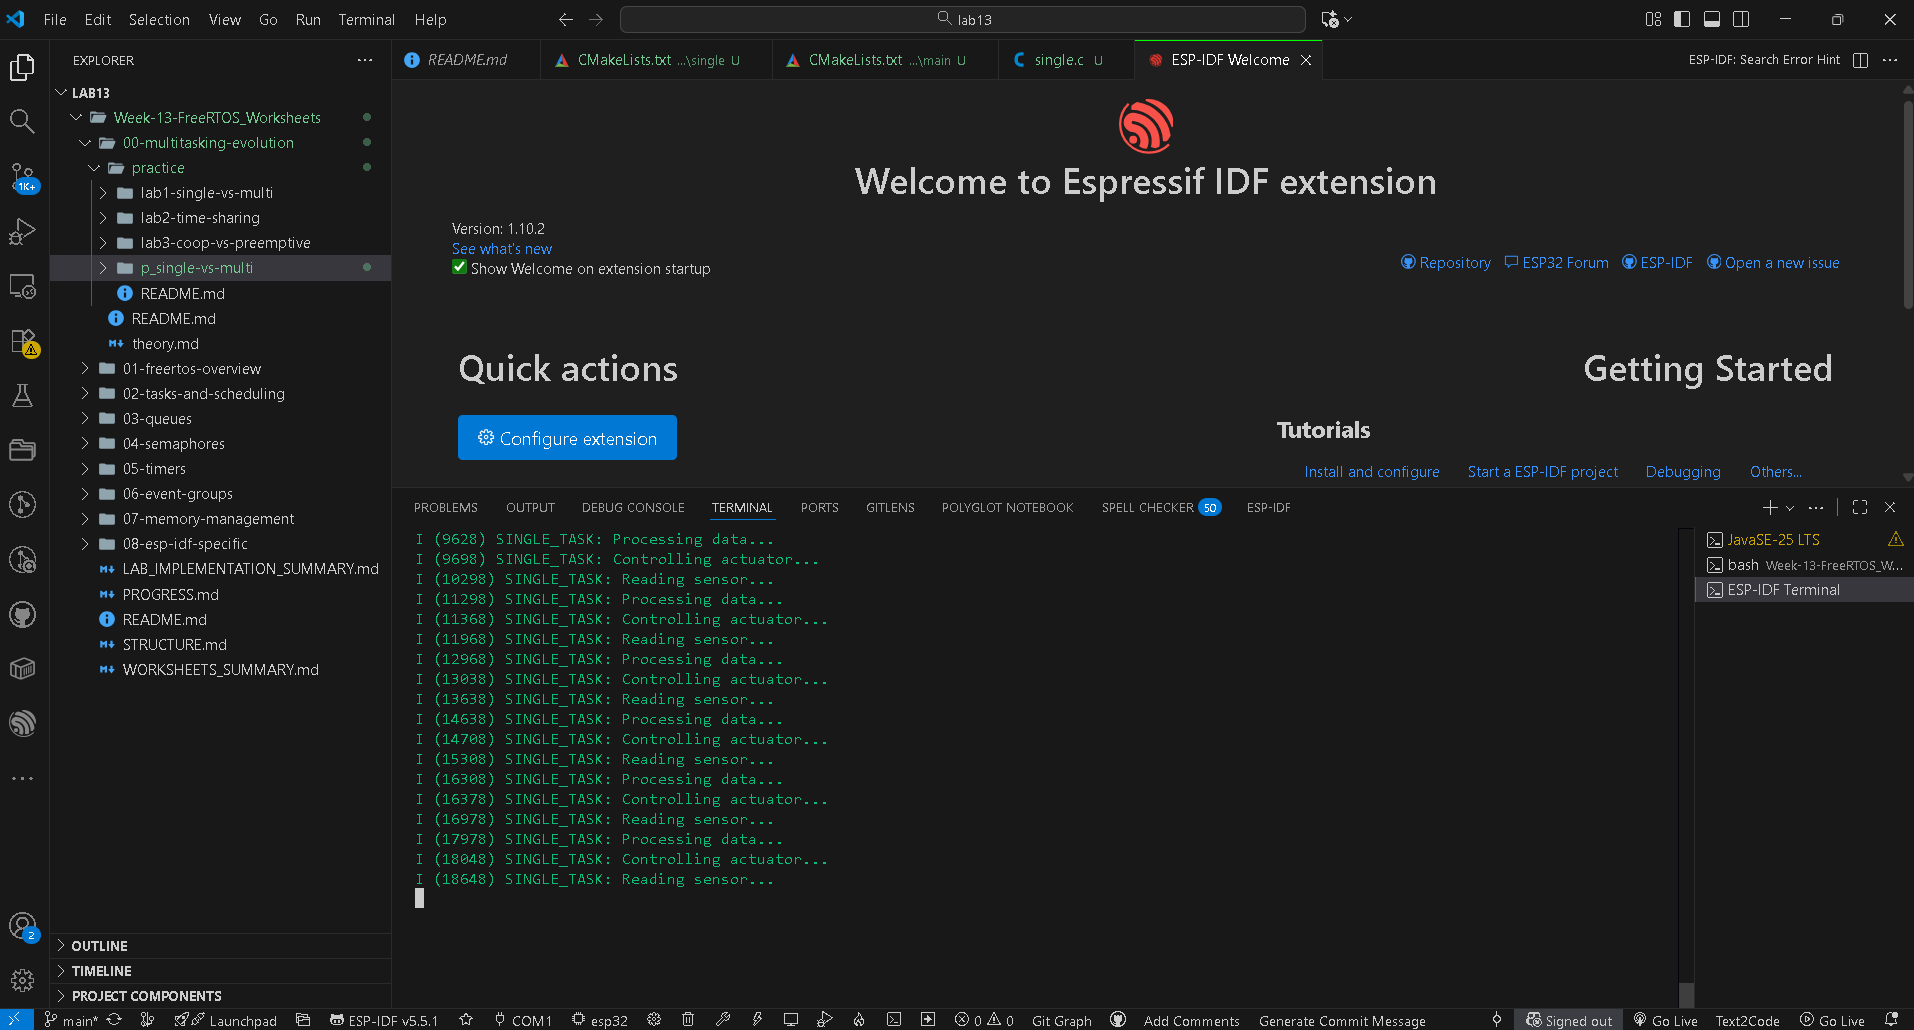 File Edit Selection View Go Run Terminal Help
lab13
EXPLORER
README.md
CMakeLists.txt ...\single U
CMakeLists.txt ...\main U
single.c U
ESP-IDF Welcome
ESP-IDF: Search Error Hint
LAB13
Week-13-FreeRTOS_Worksheets
00-multitasking-evolution
practice
lab1-single-vs-multi
lab2-time-sharing
lab3-coop-vs-preemptive
p_single-vs-multi
README.md
README.md
theory.md
01-freertos-overview
02-tasks-and-scheduling
03-queues
04-semaphores
05-timers
06-event-groups
07-memory-management
08-esp-idf-specific
LAB_IMPLEMENTATION_SUMMARY.md
PROGRESS.md
README.md
STRUCTURE.md
WORKSHEETS_SUMMARY.md
OUTLINE
TIMELINE
PROJECT COMPONENTS
1K+
2
Welcome to Espressif IDF extension
Version: 1.10.2
See what's new
Show Welcome on extension startup
Repository ESP32 Forum ESP-IDF Open a new issue
Quick actions
Configure extension
Getting Started
Tutorials
Install and configure Start a ESP-IDF project Debugging Others...
PROBLEMS OUTPUT DEBUG CONSOLE TERMINAL PORTS GITLENS POLYGLOT NOTEBOOK SPELL CHECKER 50 ESP-IDF
I (9628) SINGLE_TASK: Processing data...
I (9698) SINGLE_TASK: Controlling actuator...
I (10298) SINGLE_TASK: Reading sensor...
I (11298) SINGLE_TASK: Processing data...
I (11368) SINGLE_TASK: Controlling actuator...
I (11968) SINGLE_TASK: Reading sensor...
I (12968) SINGLE_TASK: Processing data...
I (13038) SINGLE_TASK: Controlling actuator...
I (13638) SINGLE_TASK: Reading sensor...
I (14638) SINGLE_TASK: Processing data...
I (14708) SINGLE_TASK: Controlling actuator...
I (15308) SINGLE_TASK: Reading sensor...
I (16308) SINGLE_TASK: Processing data...
I (16378) SINGLE_TASK: Controlling actuator...
I (16978) SINGLE_TASK: Reading sensor...
I (17978) SINGLE_TASK: Processing data...
I (18048) SINGLE_TASK: Controlling actuator...
I (18648) SINGLE_TASK: Reading sensor...
JavaSE-25 LTS
bash Week-13-FreeRTOS_W...
ESP-IDF Terminal
main* Launchpad ESP-IDF v5.5.1 COM1 esp32 0 0 Git Graph Add Comments Generate Commit Message Signed out Go Live Text2Code Go Live